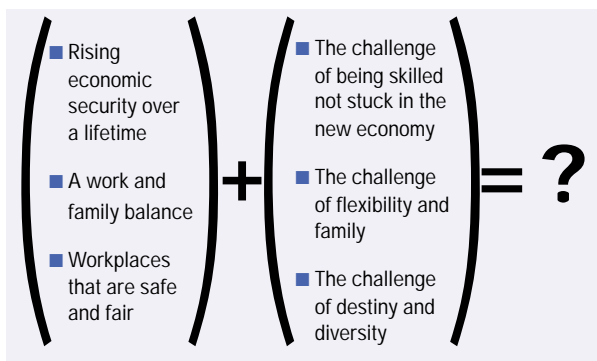 ■ Rising
economic
security over
a lifetime
■ A work and
family balance
■ Workplaces
that are safe
and fair
+
■ The challenge
of being skilled
not stuck in the
new economy
■ The challenge
of flexibility and
family
■ The challenge
of destiny and
diversity
= ?